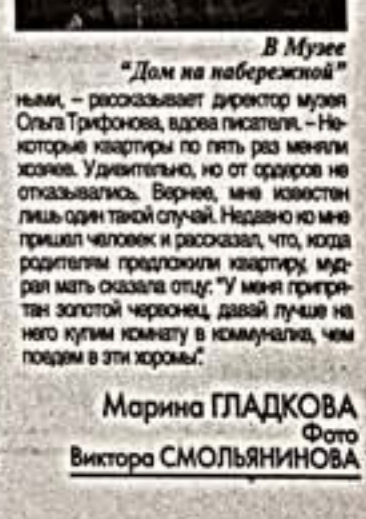 В Музее
"Дом на набережной"
ными, – рассказывает директор музея
Ольга Трифонова, вдова писателя. – Не-
которые квартиры по пять раз меняли
хозяев. Удивительно, но от ордеров не
отказывались. Вернее, мне известен
лишь один такой случай. Недавно ко мне
пришел человек и рассказал, что, когда
родителям предложили квартиру, муд-
рая мать сказала отцу: "У меня припря-
тан золотой червонец, давай лучше на
него купим комнату в коммуналке, чем
поедем в эти хоромы".
Марина ГЛАДКОВА
Фото
Виктора СМОЛЬЯНИНОВА